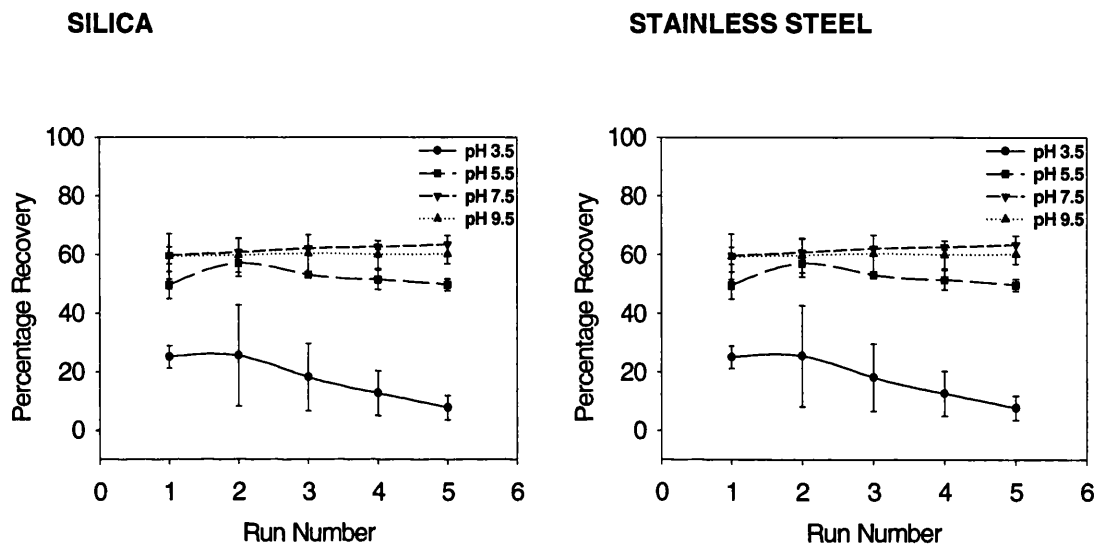 SILICA
STAINLESS STEEL
Percentage Recovery
100
80
60
40
20
0
pH 3.5
pH 5.5
pH 7.5
pH 9.5
0 1 2 3 4 5 6
Run Number
Percentage Recovery
100
80
60
40
20
0
pH 3.5
pH 5.5
pH 7.5
pH 9.5
0 1 2 3 4 5 6
Run Number